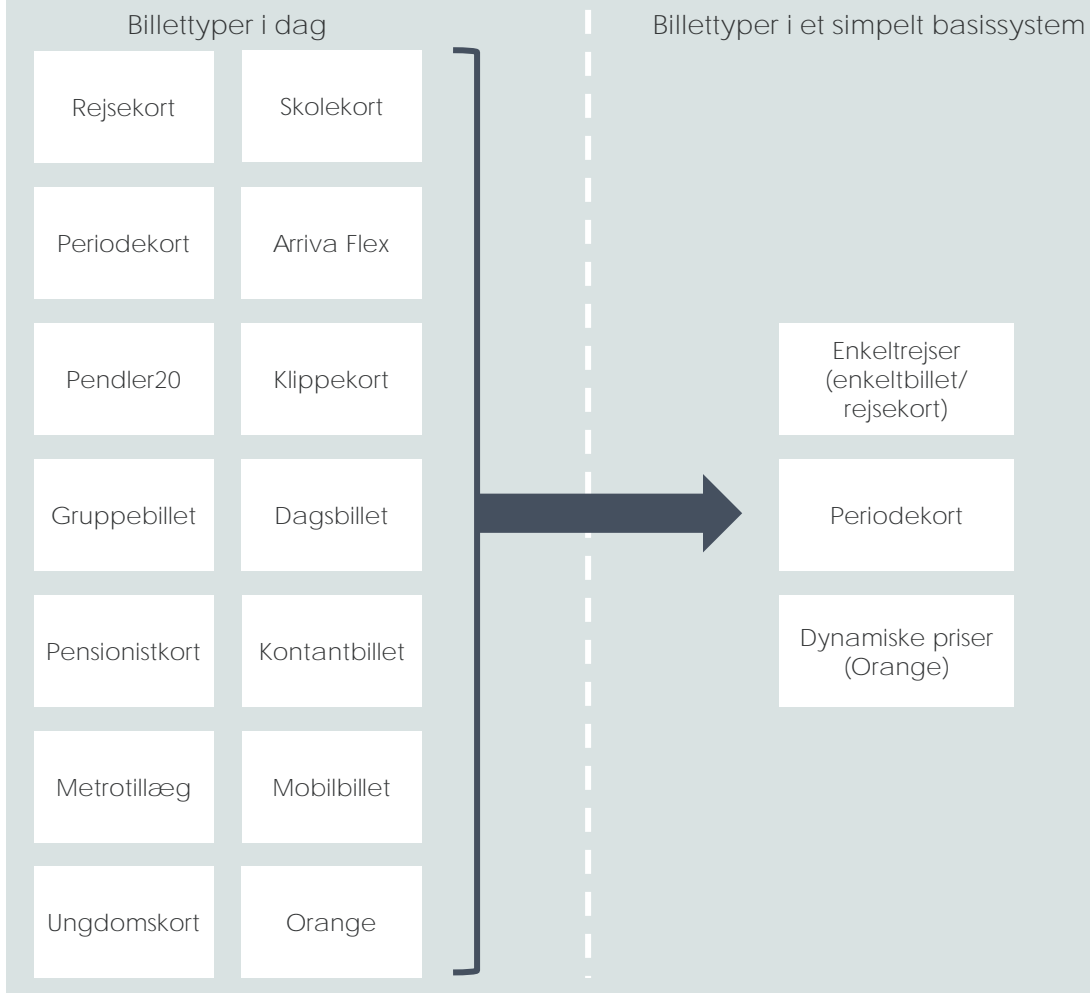 Billettyper i dag
Billettyper i et simpelt basissystem
Rejsekort
Skolekort
Periodekort
Arriva Flex
Pendler20
Klippekort
Gruppebillet
Dagsbillet
Pensionistkort
Kontantbillet
Metrotillæg
Mobilbillet
Ungdomskort
Orange
Enkeltrejser
(enkeltbillet/
rejsekort)
Periodekort
Dynamiske priser
(Orange)